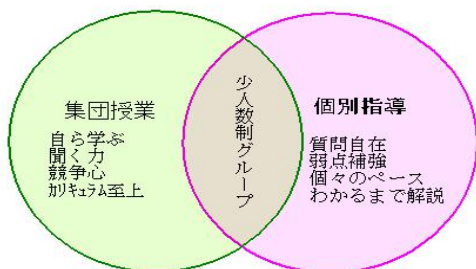 集団授業
自ら学ぶ
聞く力
競争心
カリキュラム至上
少人数制グループ
個別指導
質問自在
弱点補強
個々のペース
わかるまで解説